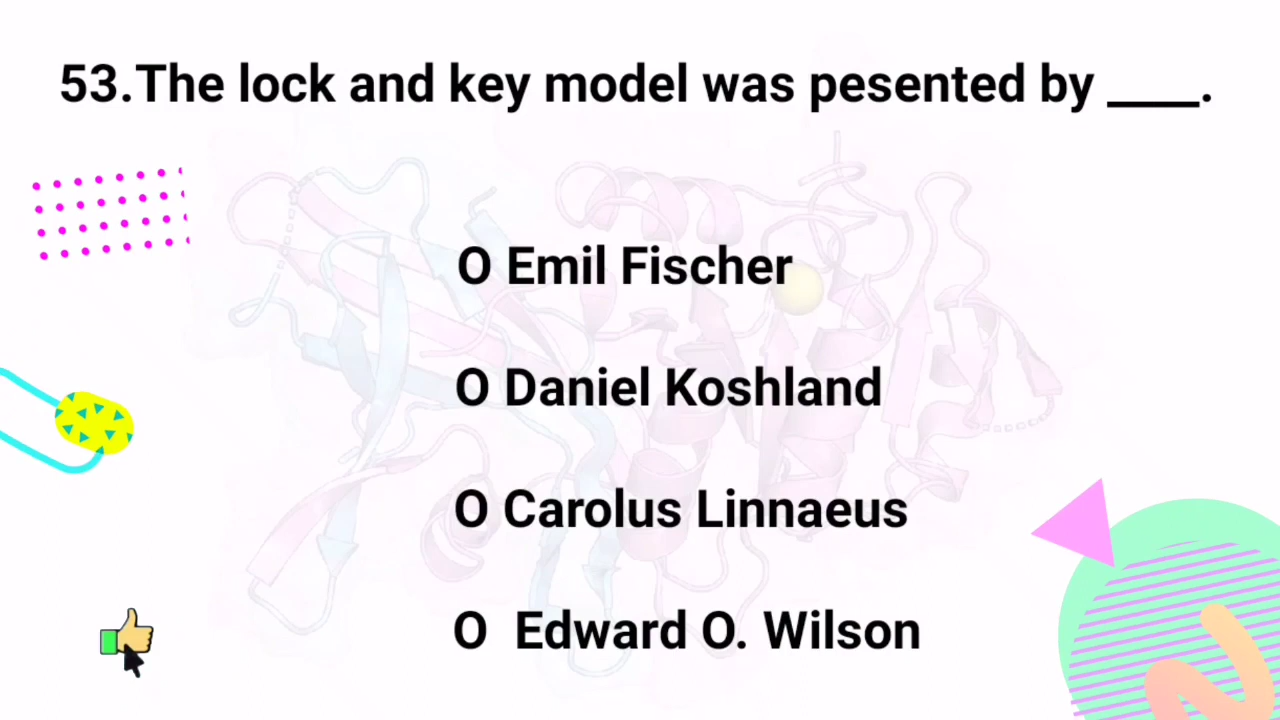 53.The lock and key model was pesented by ____.
O Emil Fischer
O Daniel Koshland
O Carolus Linnaeus
O Edward O. Wilson